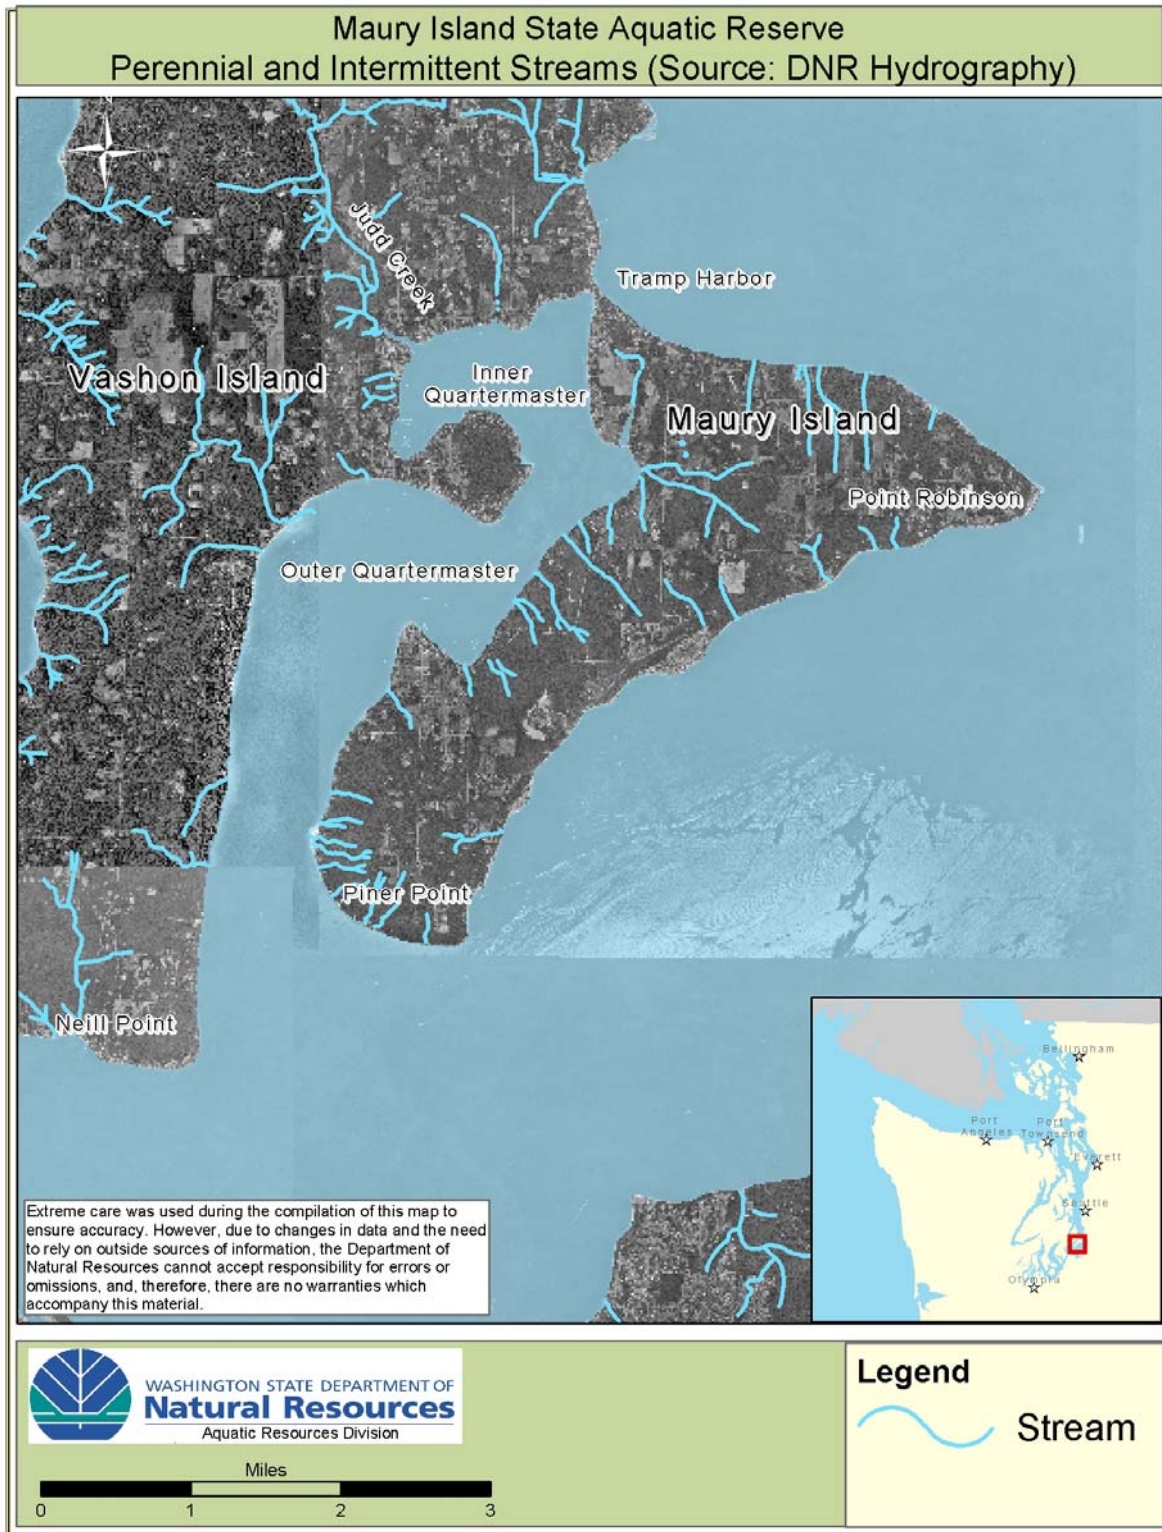 Maury Island State Aquatic Reserve
Perennial and Intermittent Streams (Source: DNR Hydrography)
Judd Creek
Tramp Harbor
Vashon Island
Inner
Quartermaster
Maury Island
Point Robinson
Outer Quartermaster
Piner Point
Neill Point
Bellingham
Port
Angeles
Port
Townsend
Everett
Seattle
Olympia
Extreme care was used during the compilation of this map to
ensure accuracy. However, due to changes in data and the need
to rely on outside sources of information, the Department of
Natural Resources cannot accept responsibility for errors or
omissions, and, therefore, there are no warranties which
accompany this material.
WASHINGTON STATE DEPARTMENT OF
Natural Resources
Aquatic Resources Division
Miles
0 1 2 3
Legend
Stream